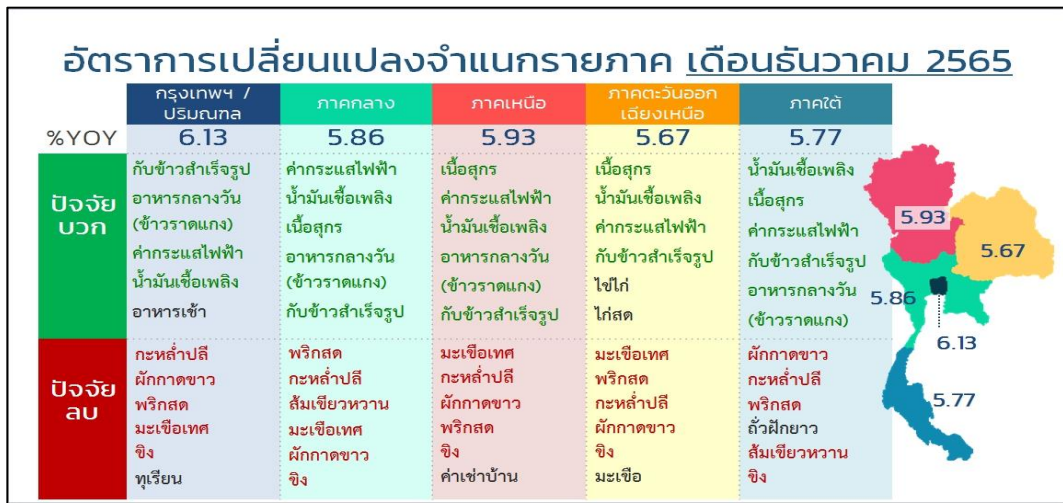 อัตราการเปลี่ยนแปลงจำแนกรายภาค เดือนธันวาคม 2565
กรุงเทพฯ /
ปริมณฑล
ภาคกลาง
ภาคเหนือ
ภาคตะวันออก
เฉียงเหนือ
ภาคใต้
%YOY
6.13
5.86
5.93
5.67
5.77
ปัจจัย
บวก
กับข้าวสำเร็จรูป
อาหารกลางวัน
(ข้าวราดแกง)
ค่ากระแสไฟฟ้า
น้ำมันเชื้อเพลิง
อาหารเช้า
ค่ากระแสไฟฟ้า
น้ำมันเชื้อเพลิง
เนื้อสุกร
อาหารกลางวัน
(ข้าวราดแกง)
กับข้าวสำเร็จรูป
เนื้อสุกร
ค่ากระแสไฟฟ้า
น้ำมันเชื้อเพลิง
อาหารกลางวัน
(ข้าวราดแกง)
กับข้าวสำเร็จรูป
เนื้อสุกร
น้ำมันเชื้อเพลิง
ค่ากระแสไฟฟ้า
กับข้าวสำเร็จรูป
ไข่ไก่
ไก่สด
น้ำมันเชื้อเพลิง
เนื้อสุกร
ค่ากระแสไฟฟ้า
กับข้าวสำเร็จรูป
อาหารกลางวัน
(ข้าวราดแกง)
ปัจจัย
ลบ
กะหล่ำปลี
ผักกาดขาว
พริกสด
มะเขือเทศ
ขิง
ทุเรียน
พริกสด
กะหล่ำปลี
ส้มเขียวหวาน
มะเขือเทศ
ผักกาดขาว
ขิง
มะเขือเทศ
กะหล่ำปลี
ผักกาดขาว
พริกสด
ขิง
ค่าเช่าบ้าน
มะเขือเทศ
พริกสด
กะหล่ำปลี
ผักกาดขาว
ขิง
มะเขือ
ผักกาดขาว
กะหล่ำปลี
พริกสด
ถั่วฝักยาว
ส้มเขียวหวาน
ขิง
5.93
5.67
5.86
6.13
5.77